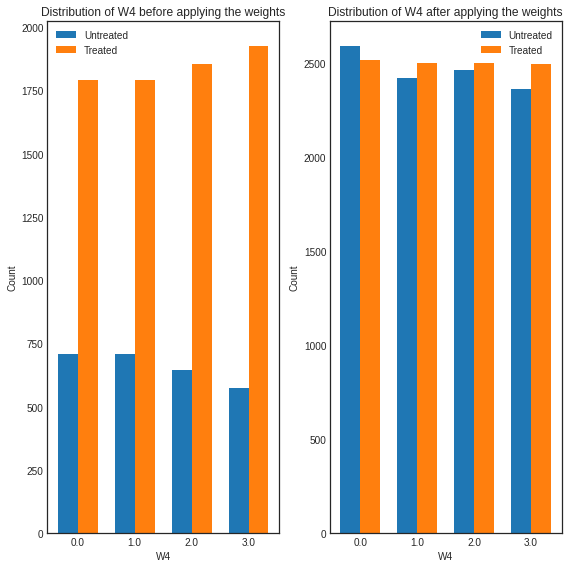 Distribution of W4 before applying the weights
Untreated
Treated
2000
1750
1500
1250
1000
750
500
250
0
Count
0.0 1.0 2.0 3.0
W4
Distribution of W4 after applying the weights
Untreated
Treated
2500
2000
1500
1000
500
0
Count
0.0 1.0 2.0 3.0
W4